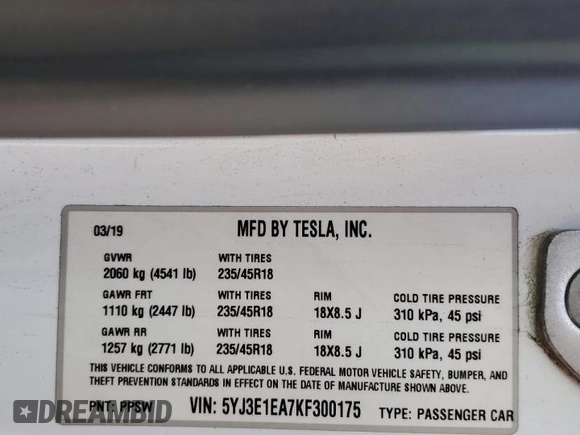 03/19 MFD BY TESLA, INC.
GVWR WITH TIRES
2060 kg (4541 lb) 235/45R18
GAWR FRT WITH TIRES RIM COLD TIRE PRESSURE
1110 kg (2447 lb) 235/45R18 18X8.5 J 310 kPa, 45 psi
GAWR RR WITH TIRES RIM COLD TIRE PRESSURE
1257 kg (2771 lb) 235/45R18 18X8.5 J 310 kPa, 45 psi
THIS VEHICLE CONFORMS TO ALL APPLICABLE U.S. FEDERAL MOTOR VEHICLE SAFETY, BUMPER, AND
THEFT PREVENTION STANDARDS IN EFFECT ON THE DATE OF MANUFACTURE SHOWN ABOVE.
PNT: PPSW VIN: 5YJ3E1EA7KF300175 TYPE: PASSENGER CAR
DREAMBID